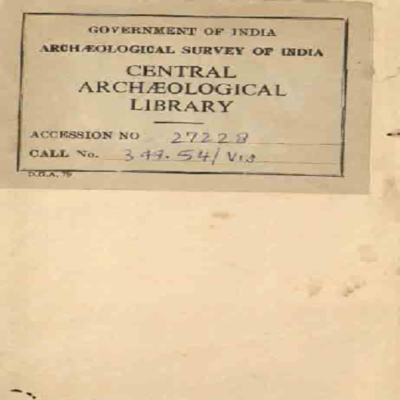 GOVERNMENT OF INDIA
ARCHÆOLOGICAL SURVEY OF INDIA
CENTRAL
ARCHÆOLOGICAL
LIBRARY
ACCESSION NO 27228
CALL No. 349.54/Vis
D.G.A. 79